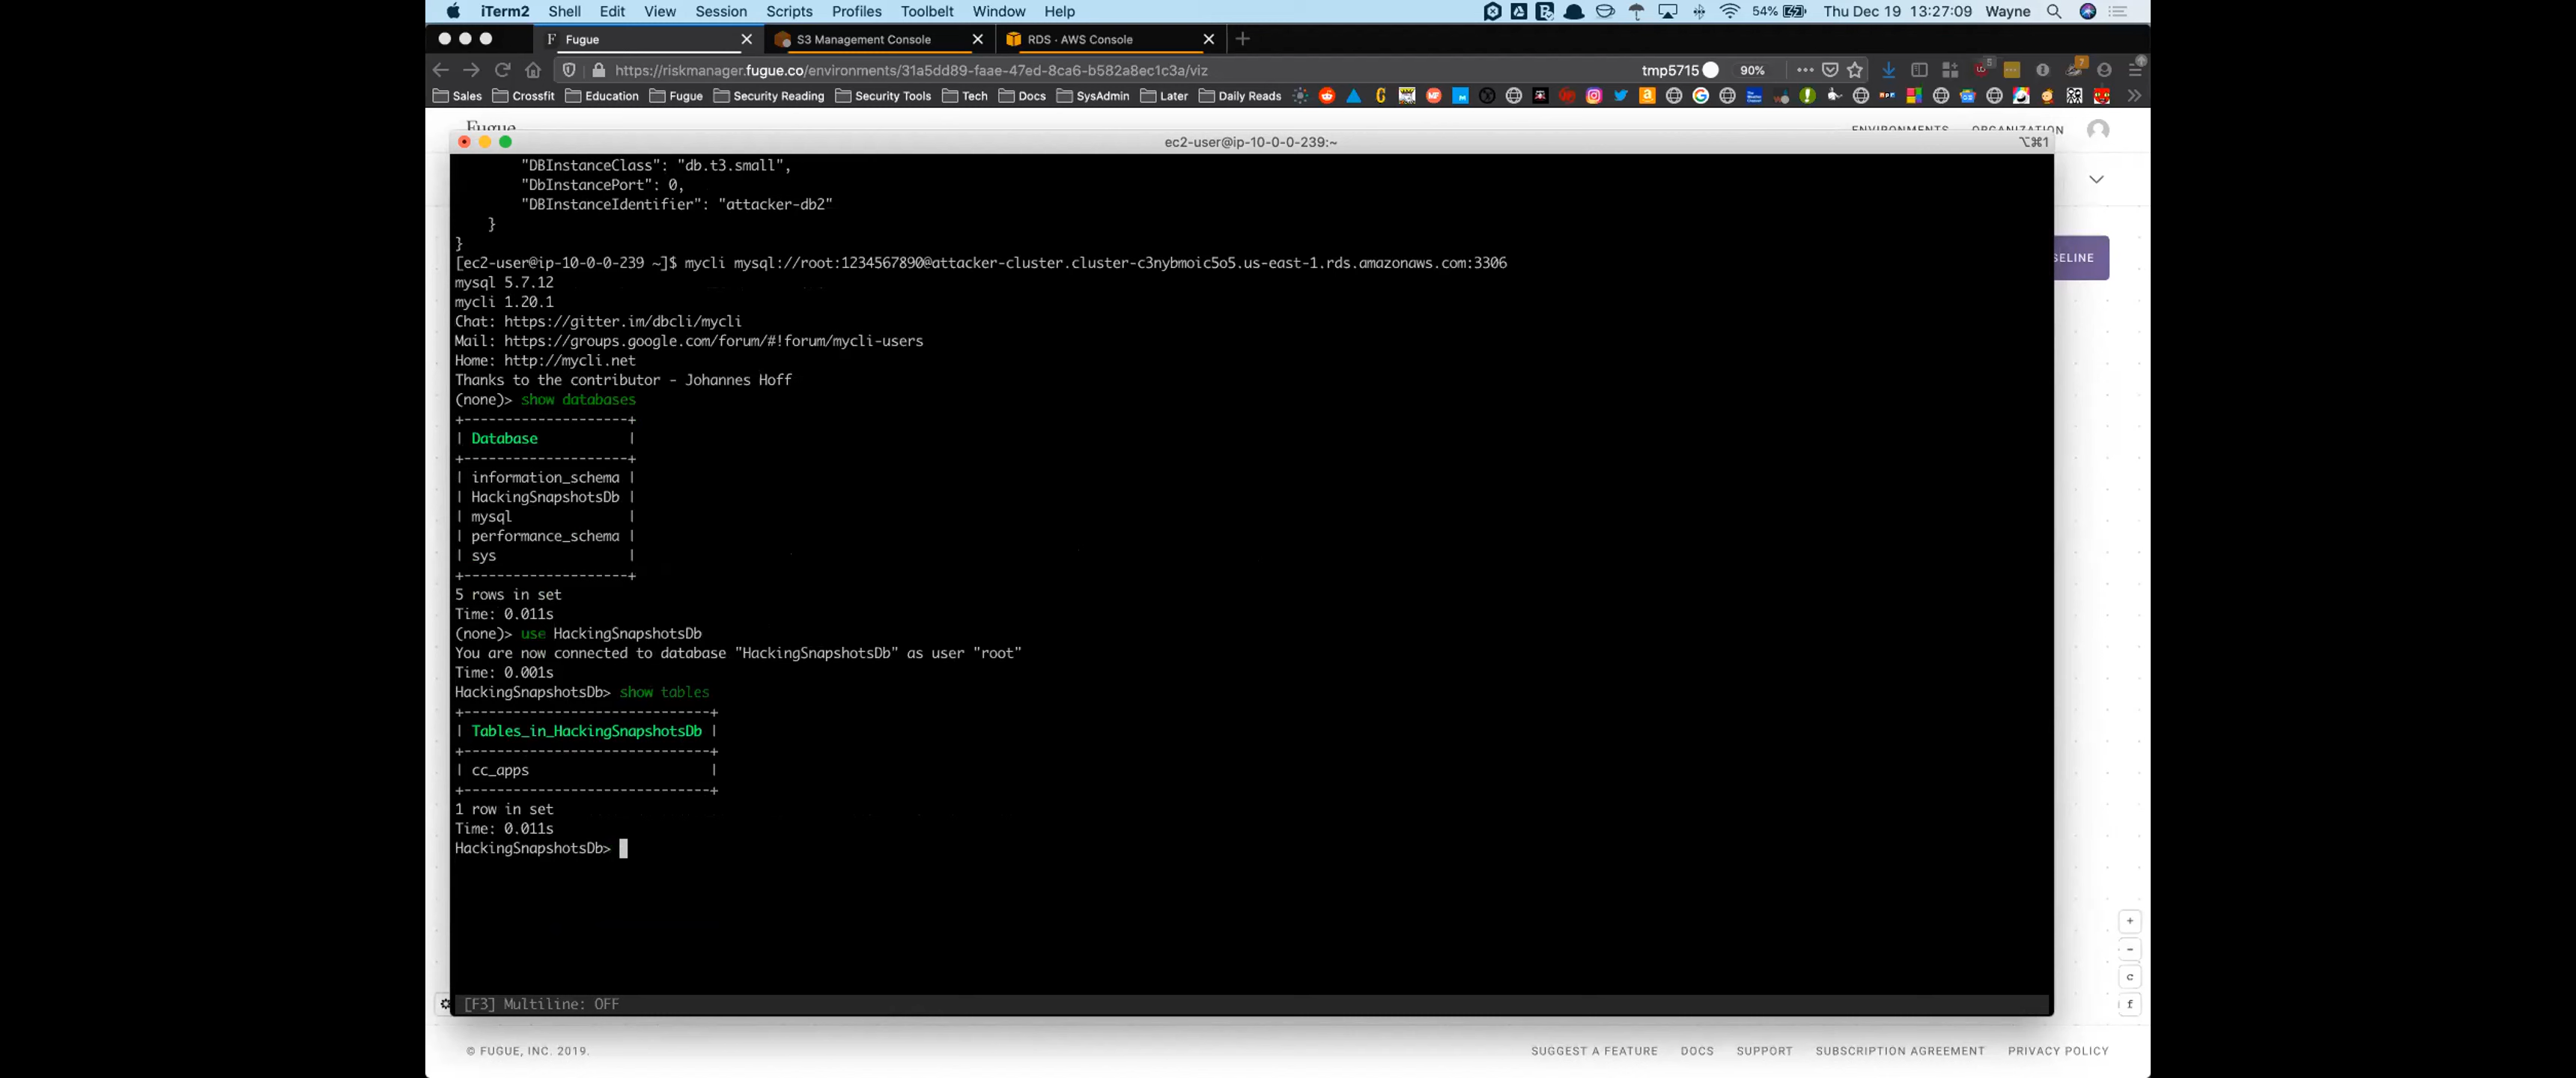 iTerm2 Shell Edit View Session Scripts Profiles Toolbelt Window Help 54% Thu Dec 19 13:27:09 Wayne
Fugue S3 Management Console RDS · AWS Console
https://riskmanager.fugue.co/environments/31a5dd89-faae-47ed-8ca6-b582a8ec1c3a/viz tmp5715 90%
Sales Crossfit Education Fugue Security Reading Security Tools Tech Docs SysAdmin Later Daily Reads
Fugue ENVIRONMENTS ORGANIZATION
ec2-user@ip-10-0-0-239:~ ⌥⌘1
"DBInstanceClass": "db.t3.small",
"DbInstancePort": 0,
"DBInstanceIdentifier": "attacker-db2"
}
}
[ec2-user@ip-10-0-0-239 ~]$ mycli mysql://root:1234567890@attacker-cluster.cluster-c3nybmoic5o5.us-east-1.rds.amazonaws.com:3306
SELINE
mysql 5.7.12
mycli 1.20.1
Chat: https://gitter.im/dbcli/mycli
Mail: https://groups.google.com/forum/#!forum/mycli-users
Home: http://mycli.net
Thanks to the contributor - Johannes Hoff
(none)> show databases
+--------------------+
| Database           |
+--------------------+
| information_schema |
| HackingSnapshotsDb |
| mysql              |
| performance_schema |
| sys                |
+--------------------+
5 rows in set
Time: 0.011s
(none)> use HackingSnapshotsDb
You are now connected to database "HackingSnapshotsDb" as user "root"
Time: 0.001s
HackingSnapshotsDb> show tables
+------------------------------+
| Tables_in_HackingSnapshotsDb |
+------------------------------+
| cc_apps                      |
+------------------------------+
1 row in set
Time: 0.011s
HackingSnapshotsDb>
+
-
c
[F3] Multiline: OFF f
© FUGUE, INC. 2019. SUGGEST A FEATURE DOCS SUPPORT SUBSCRIPTION AGREEMENT PRIVACY POLICY